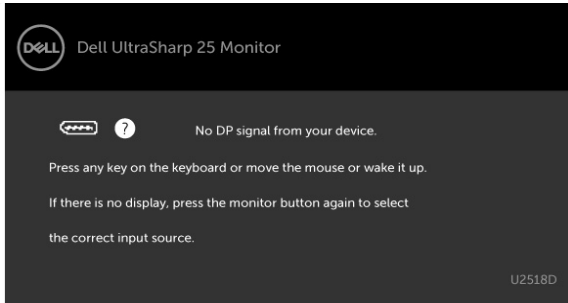 DELL
Dell UltraSharp 25 Monitor
? No DP signal from your device.
Press any key on the keyboard or move the mouse or wake it up.
If there is no display, press the monitor button again to select
the correct input source.
U2518D